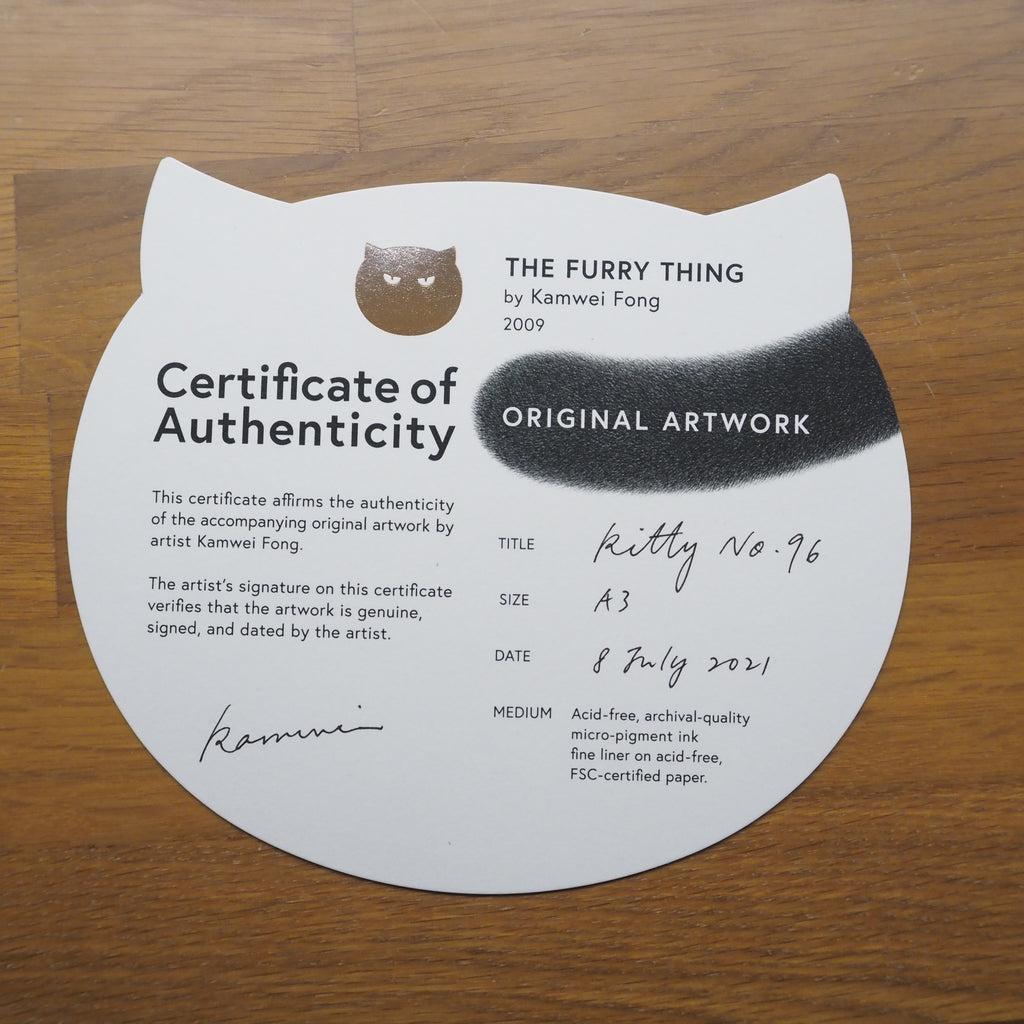 THE FURRY THING
by Kamwei Fong
2009
Certificate of
Authenticity
ORIGINAL ARTWORK
This certificate affirms the authenticity
of the accompanying original artwork by
artist Kamwei Fong.
The artist's signature on this certificate
verifies that the artwork is genuine,
signed, and dated by the artist.
Kamwei
TITLE Kitty No. 96
SIZE A3
DATE 8 July 2021
MEDIUM Acid-free, archival-quality
micro-pigment ink
fine liner on acid-free,
FSC-certified paper.